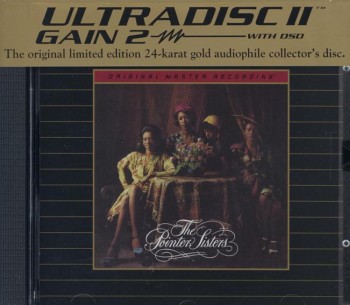 ULTRADISC II™
GAIN 2 WITH DSD
The original limited edition 24-karat gold audiophile collector's disc.
ORIGINAL MASTER RECORDING
The
Pointer Sisters